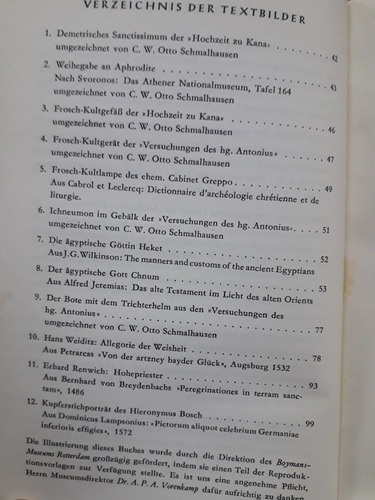 VERZEICHNIS DER TEXTBILDER
1. Demetrisches Sanctissimum der »Hochzeit zu Kana« . . . . . . . . 42
umgezeichnet von C. W. Otto Schmalhausen
2. Weihegabe an Aphrodite . . . . . . . . 43
Nach Svoronos: Das Athener Nationalmuseum, Tafel 164
umgezeichnet von C. W. Otto Schmalhausen
3. Frosch-Kultgefäß der »Hochzeit zu Kana« . . . . . . . . 46
umgezeichnet von C. W. Otto Schmalhausen
4. Frosch-Kultgerät der »Versuchungen des hg. Antonius« . . . . 47
umgezeichnet von C. W. Otto Schmalhausen
5. Frosch-Kultlampe des ehem. Cabinet Greppo . . . . . . . . 49
Aus Cabrol et Leclercq: Dictionnaire d'archéologie chrétienne et de
liturgie.
6. Ichneumon im Gebälk der »Versuchungen des hg. Antonius« . . 51
umgezeichnet von C. W. Otto Schmalhausen
7. Die ägyptische Göttin Heket . . . . . . . . 52
Aus J.G. Wilkinson: The manners and customs of the ancient Egyptians
8. Der ägyptische Gott Chnum . . . . . . . . 53
Aus Alfred Jeremias: Das alte Testament im Licht des alten Orients
9. Der Bote mit dem Trichterhelm aus den »Versuchungen des
hg. Antonius« . . . . . . . . 77
umgezeichnet von C. W. Otto Schmalhausen
10. Hans Weiditz: Allegorie der Weisheit . . . . . . . . 78
Aus Petrarcas »Von der artzney bayder Glück«, Augsburg 1532
11. Erhard Renwich: Hohepriester . . . . . . . . 93
Aus Bernhard von Breydenbachs »Peregrinationes in terram sanc-
tam«, 1486
12. Kupferstichporträt des Hieronymus Bosch . . . . . . . . 99
Aus Dominicus Lampsonius: »Pictorum aliquot celebrium Germaniae
inferioris effigies«, 1572
Die Illustrierung dieses Buches wurde durch die Direktion des Boymans-
Museums Rotterdam großzügig gefördert, indem sie einen Teil der Reproduk-
tionsvorlagen zur Verfügung stellte. Es ist uns eine angenehme Pflicht,
Herrn Museumsdirektor Dr. A. P. A. Vorenkamp dafür aufrichtig zu danken